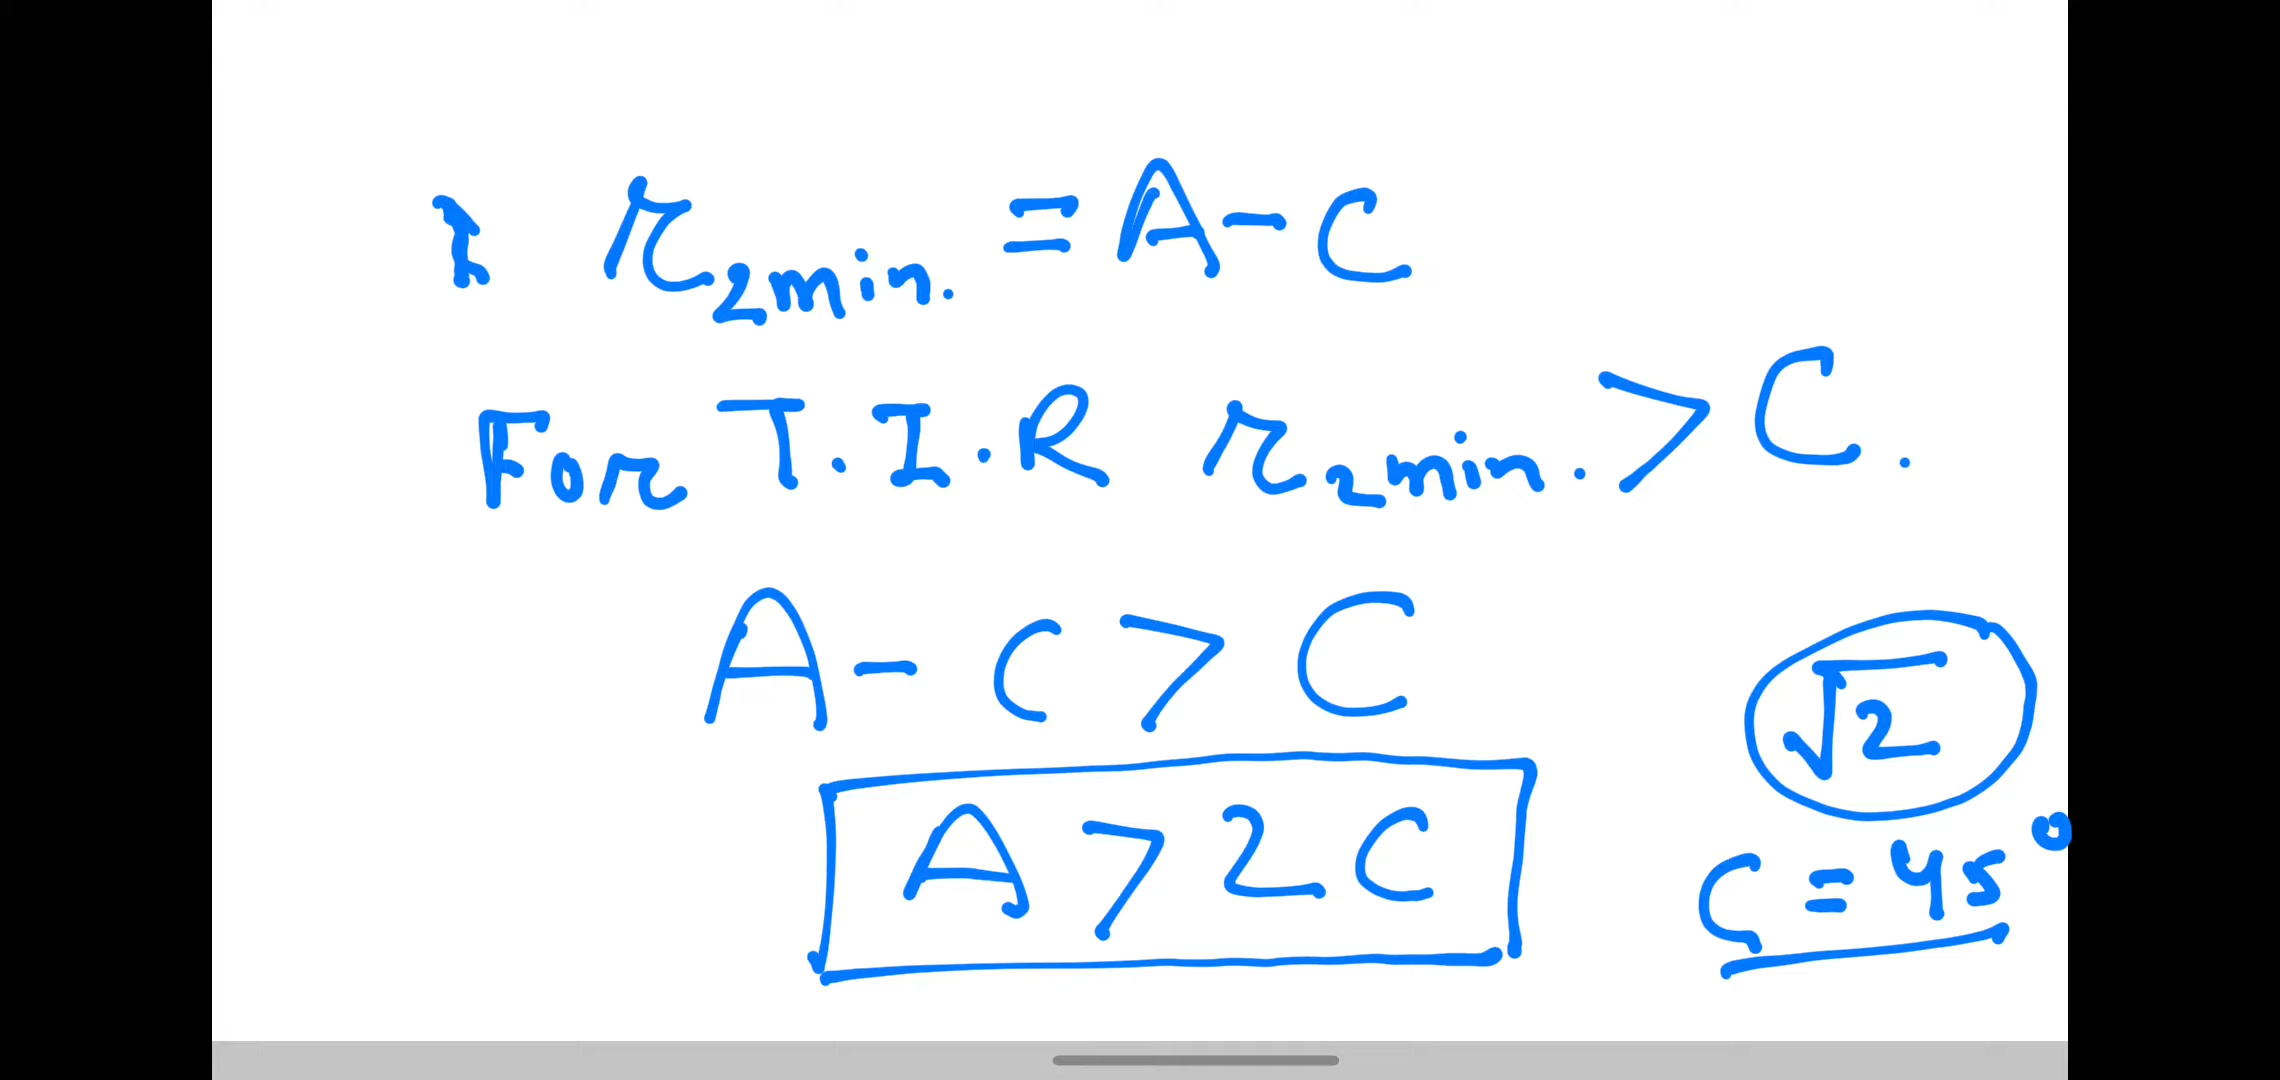 r₂min. = A - C
For T.I.R r₂min. > C.
A - C > C
A > 2C
√2
C = 45°